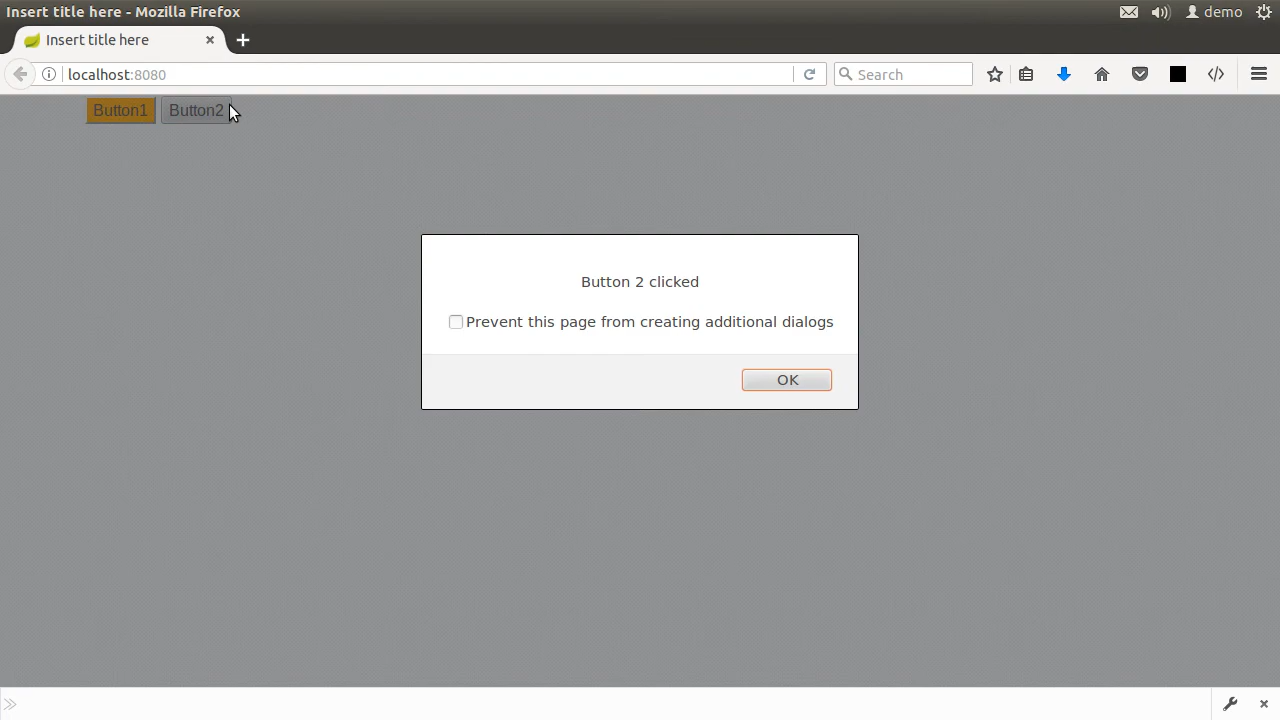 Insert title here - Mozilla Firefox
demo
Insert title here
localhost:8080
Search
Button1 Button2
Button 2 clicked
Prevent this page from creating additional dialogs
OK